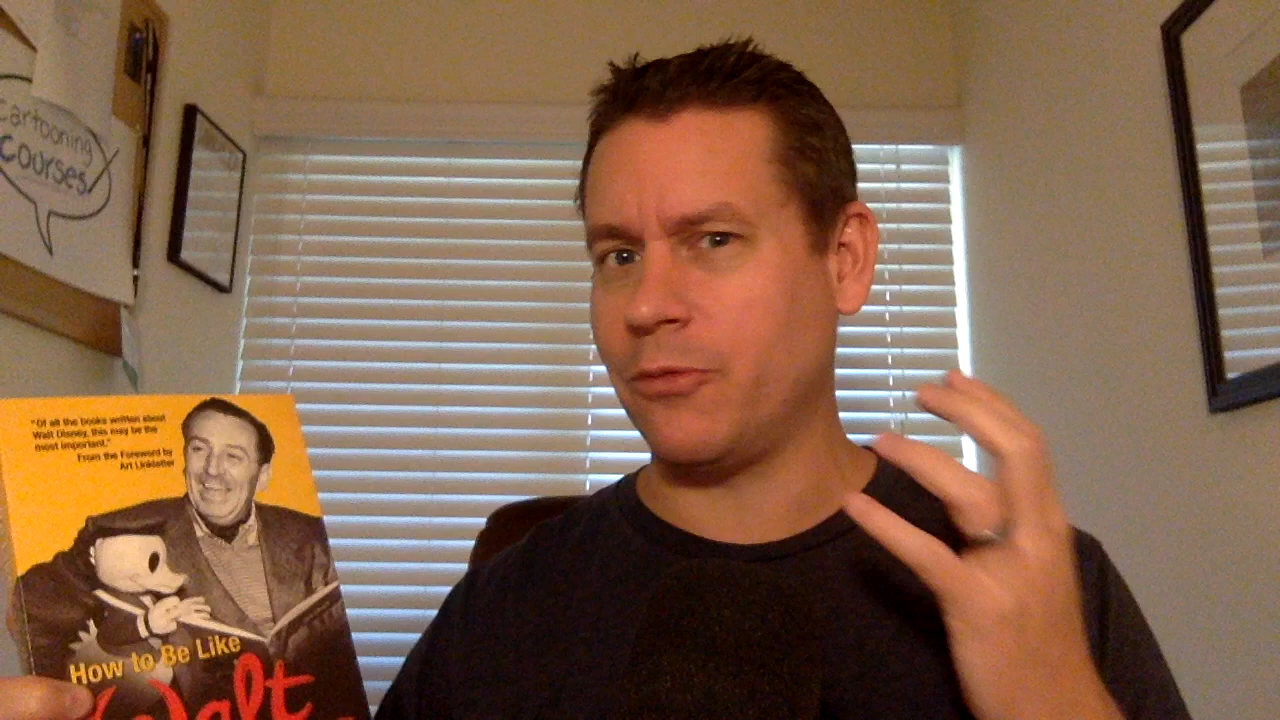 cartooning
courses
"Of all the books written about
Walt Disney, this may be the
most important."
From the Foreword by
Art Linkletter
How to Be Like
Walt